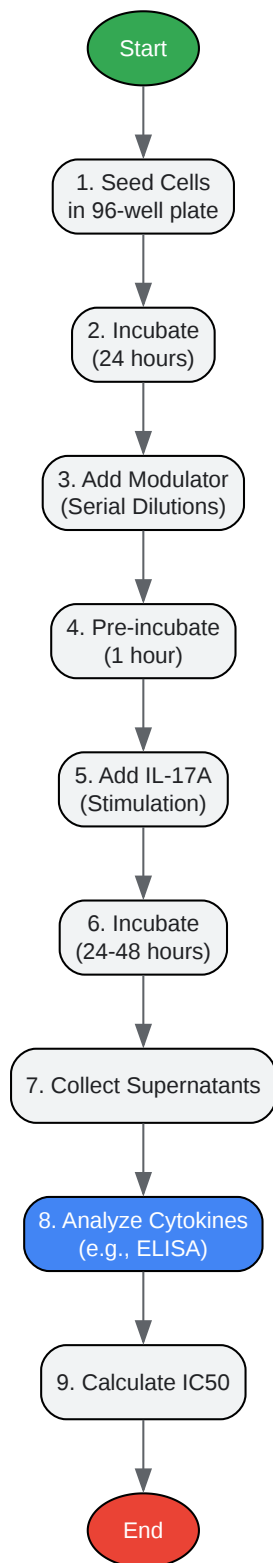 Start
1. Seed Cells
in 96-well plate
2. Incubate
(24 hours)
3. Add Modulator
(Serial Dilutions)
4. Pre-incubate
(1 hour)
5. Add IL-17A
(Stimulation)
6. Incubate
(24-48 hours)
7. Collect Supernatants
8. Analyze Cytokines
(e.g., ELISA)
9. Calculate IC50
End